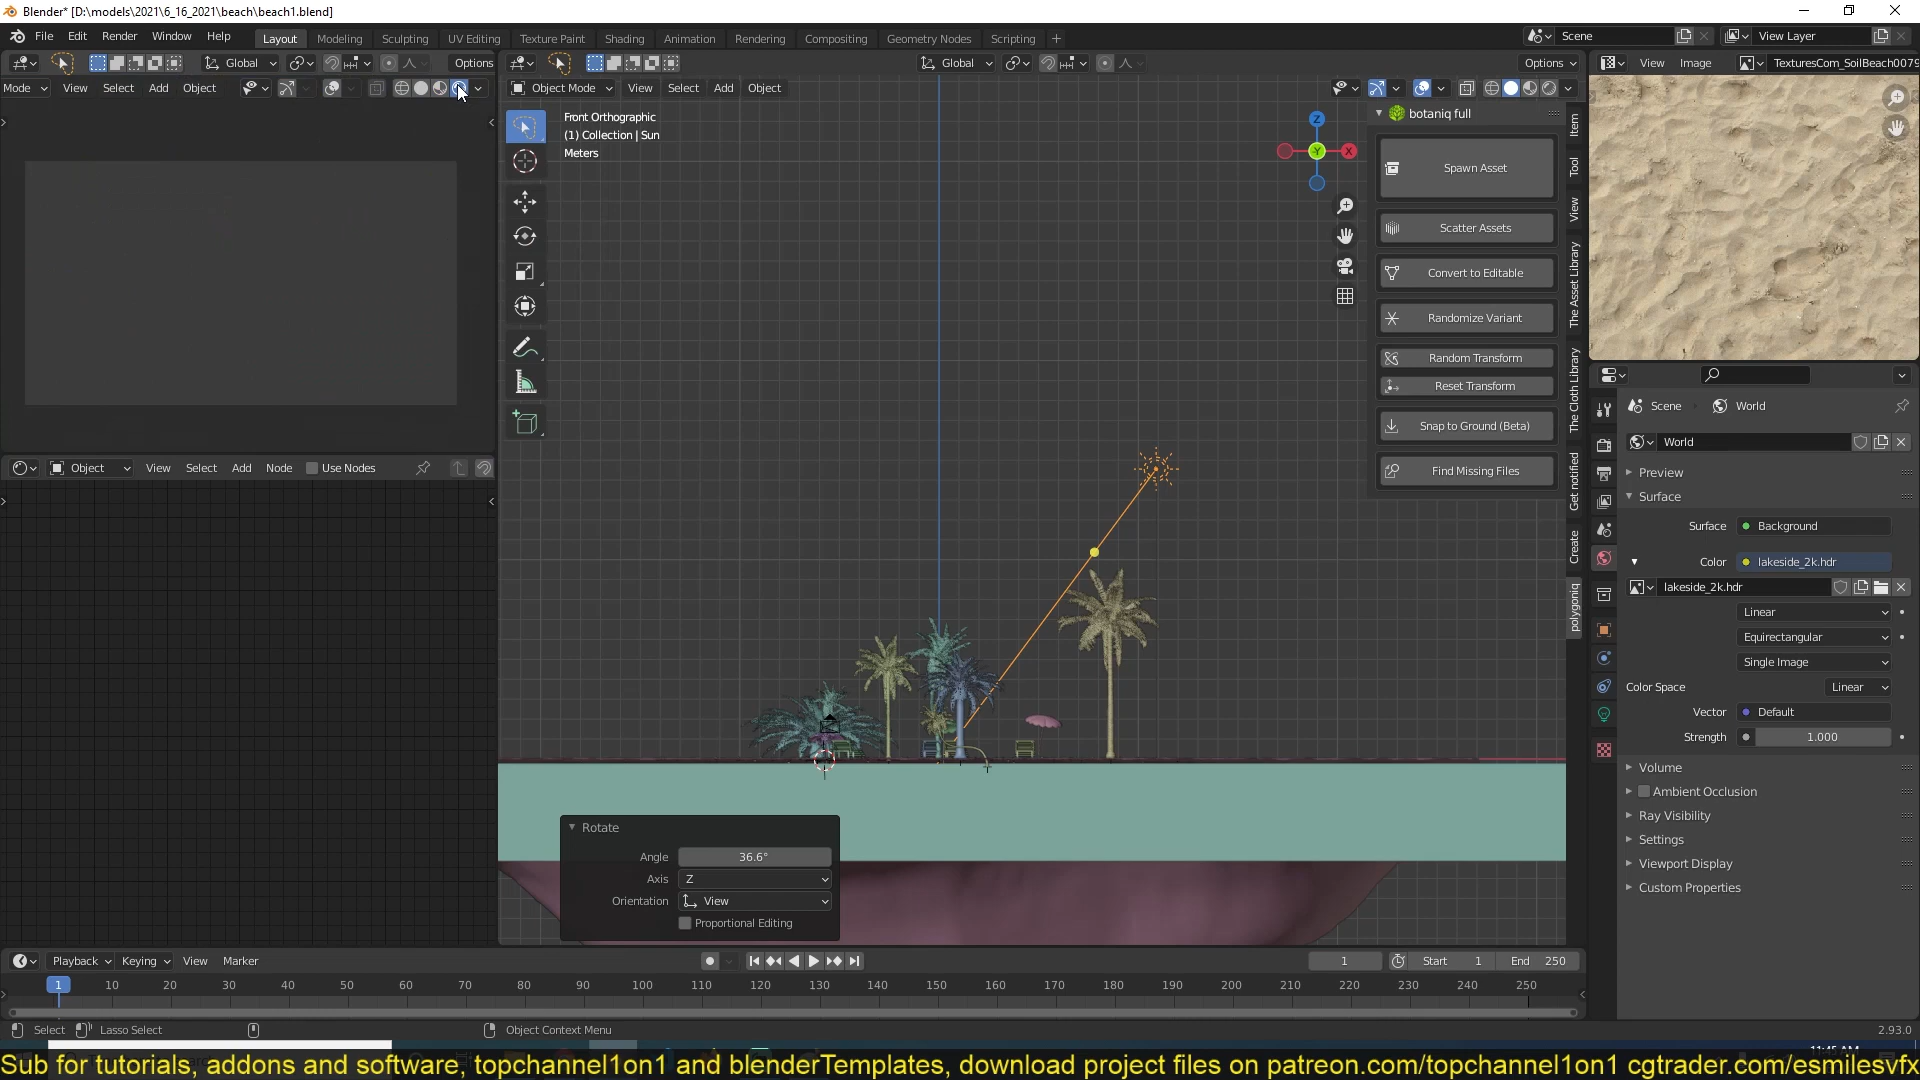 Blender* [D:\models\2021\6_16_2021\beach\beach1.blend]
File Edit Render Window Help Layout Modeling Sculpting UV Editing Texture Paint Shading Animation Rendering Compositing Geometry Nodes Scripting + Scene View Layer
Global Options Global Options View Image TexturesCom_SoilBeach0079
Mode View Select Add Object Object Mode View Select Add Object
Front Orthographic
(1) Collection | Sun
Meters
botaniq full
Spawn Asset
Scatter Assets
Convert to Editable
Randomize Variant
Random Transform
Reset Transform
Snap to Ground (Beta)
Find Missing Files
Z
Y
X
Item
Tool
View
The Asset Library
The Cloth Library
Get notified
Create
polygoniq
Scene World
World
Preview
Surface
Surface Background
Color lakeside_2k.hdr
lakeside_2k.hdr
Linear
Equirectangular
Single Image
Color Space Linear
Vector Default
Strength 1.000
Volume
Ambient Occlusion
Ray Visibility
Settings
Viewport Display
Custom Properties
Object View Select Add Node Use Nodes
Rotate
Angle 36.6°
Axis Z
Orientation View
Proportional Editing
Playback Keying View Marker 1 Start 1 End 250
1 10 20 30 40 50 60 70 80 90 100 110 120 130 140 150 160 170 180 190 200 210 220 230 240 250
Select Lasso Select Object Context Menu 2.93.0
Sub for tutorials, addons and software; topchannel1on1 and blenderTemplates, download project files on patreon.com/topchannel1on1 cgtrader.com/esmilesvfx